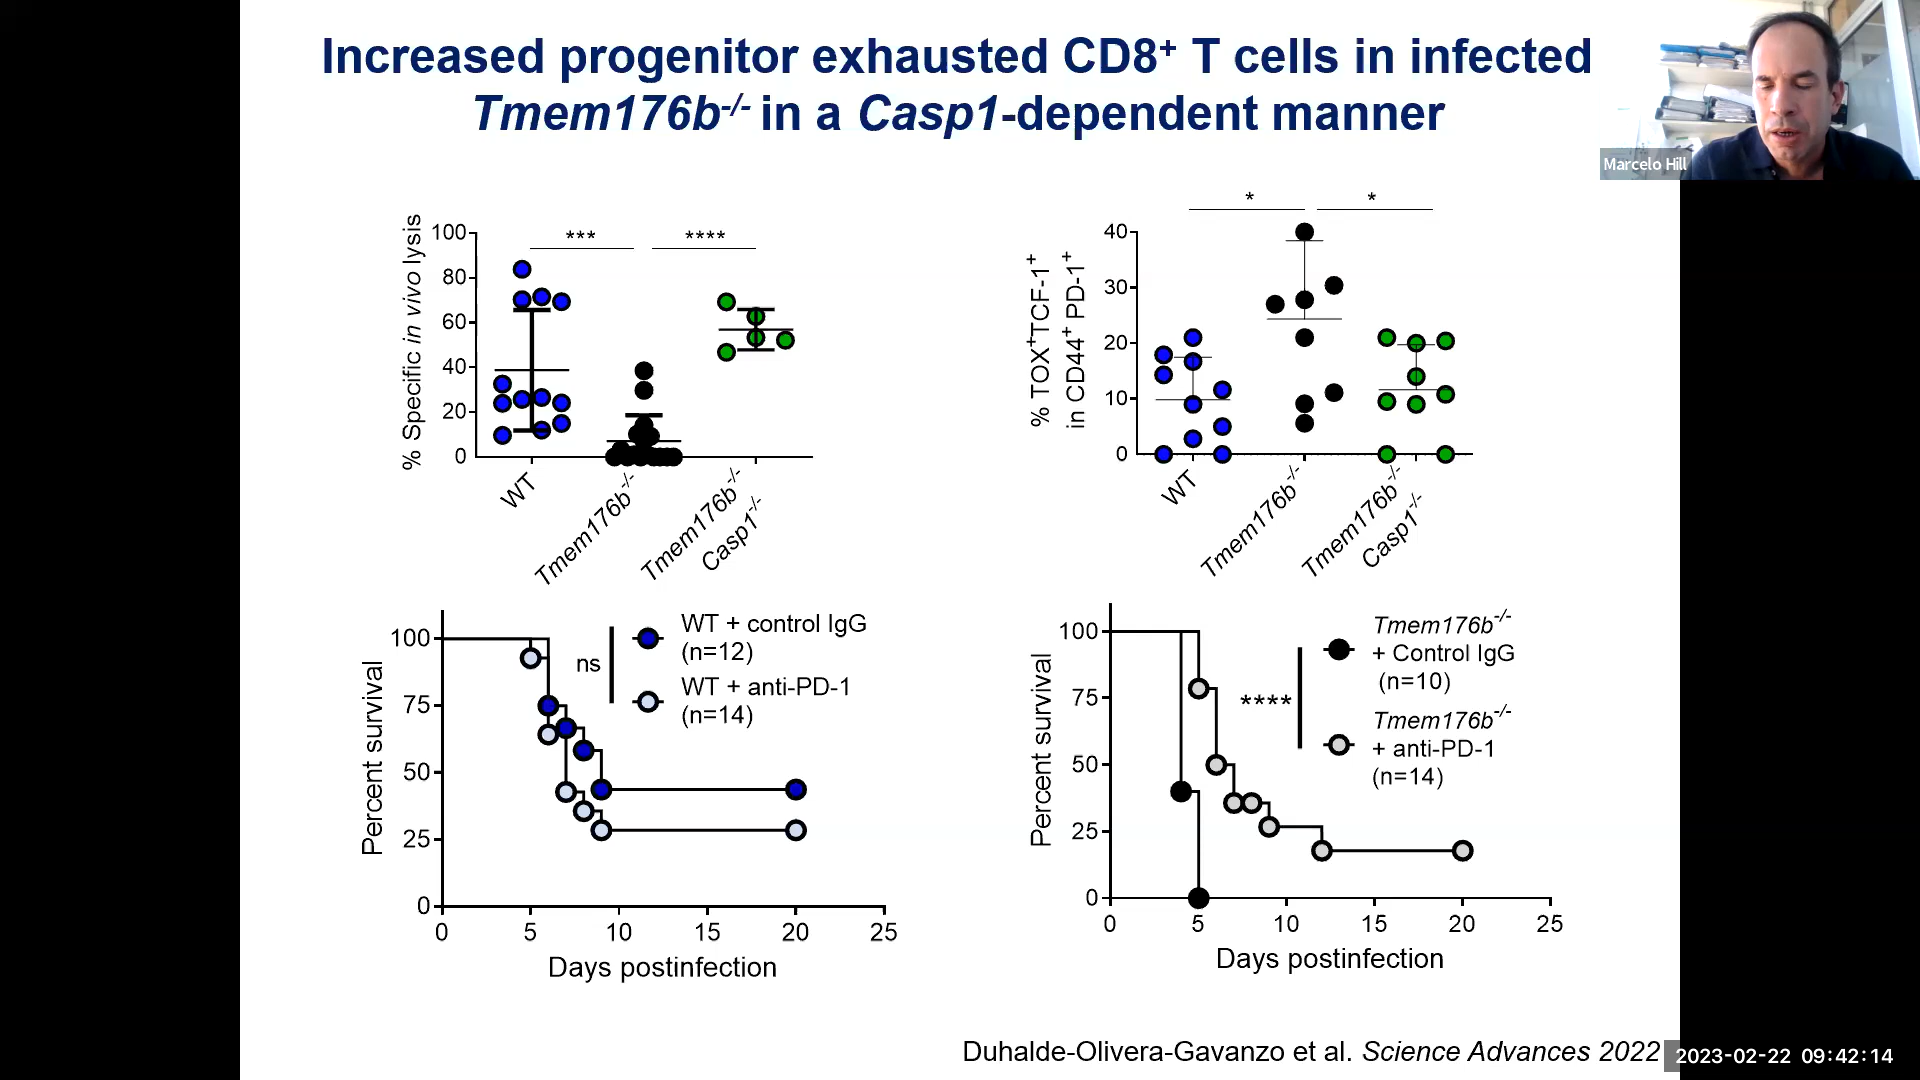 Increased progenitor exhausted CD8+ T cells in infected
Tmem176b-/- in a Casp1-dependent manner
Marcelo Hill
% Specific in vivo lysis
100
80
60
40
20
0
***
****
WT
Tmem176b-/-
Tmem176b-/-
Casp1-/-
% TOX+TCF-1+
in CD44+ PD-1+
40
30
20
10
0
*
*
WT
Tmem176b-/-
Tmem176b-/-
Casp1-/-
Percent survival
100
75
50
25
0
0 5 10 15 20 25
Days postinfection
ns
WT + control IgG
(n=12)
WT + anti-PD-1
(n=14)
Percent survival
100
75
50
25
0
0 5 10 15 20 25
Days postinfection
****
Tmem176b-/-
+ Control IgG
(n=10)
Tmem176b-/-
+ anti-PD-1
(n=14)
Duhalde-Olivera-Gavanzo et al. Science Advances 2022
2023-02-22 09:42:14